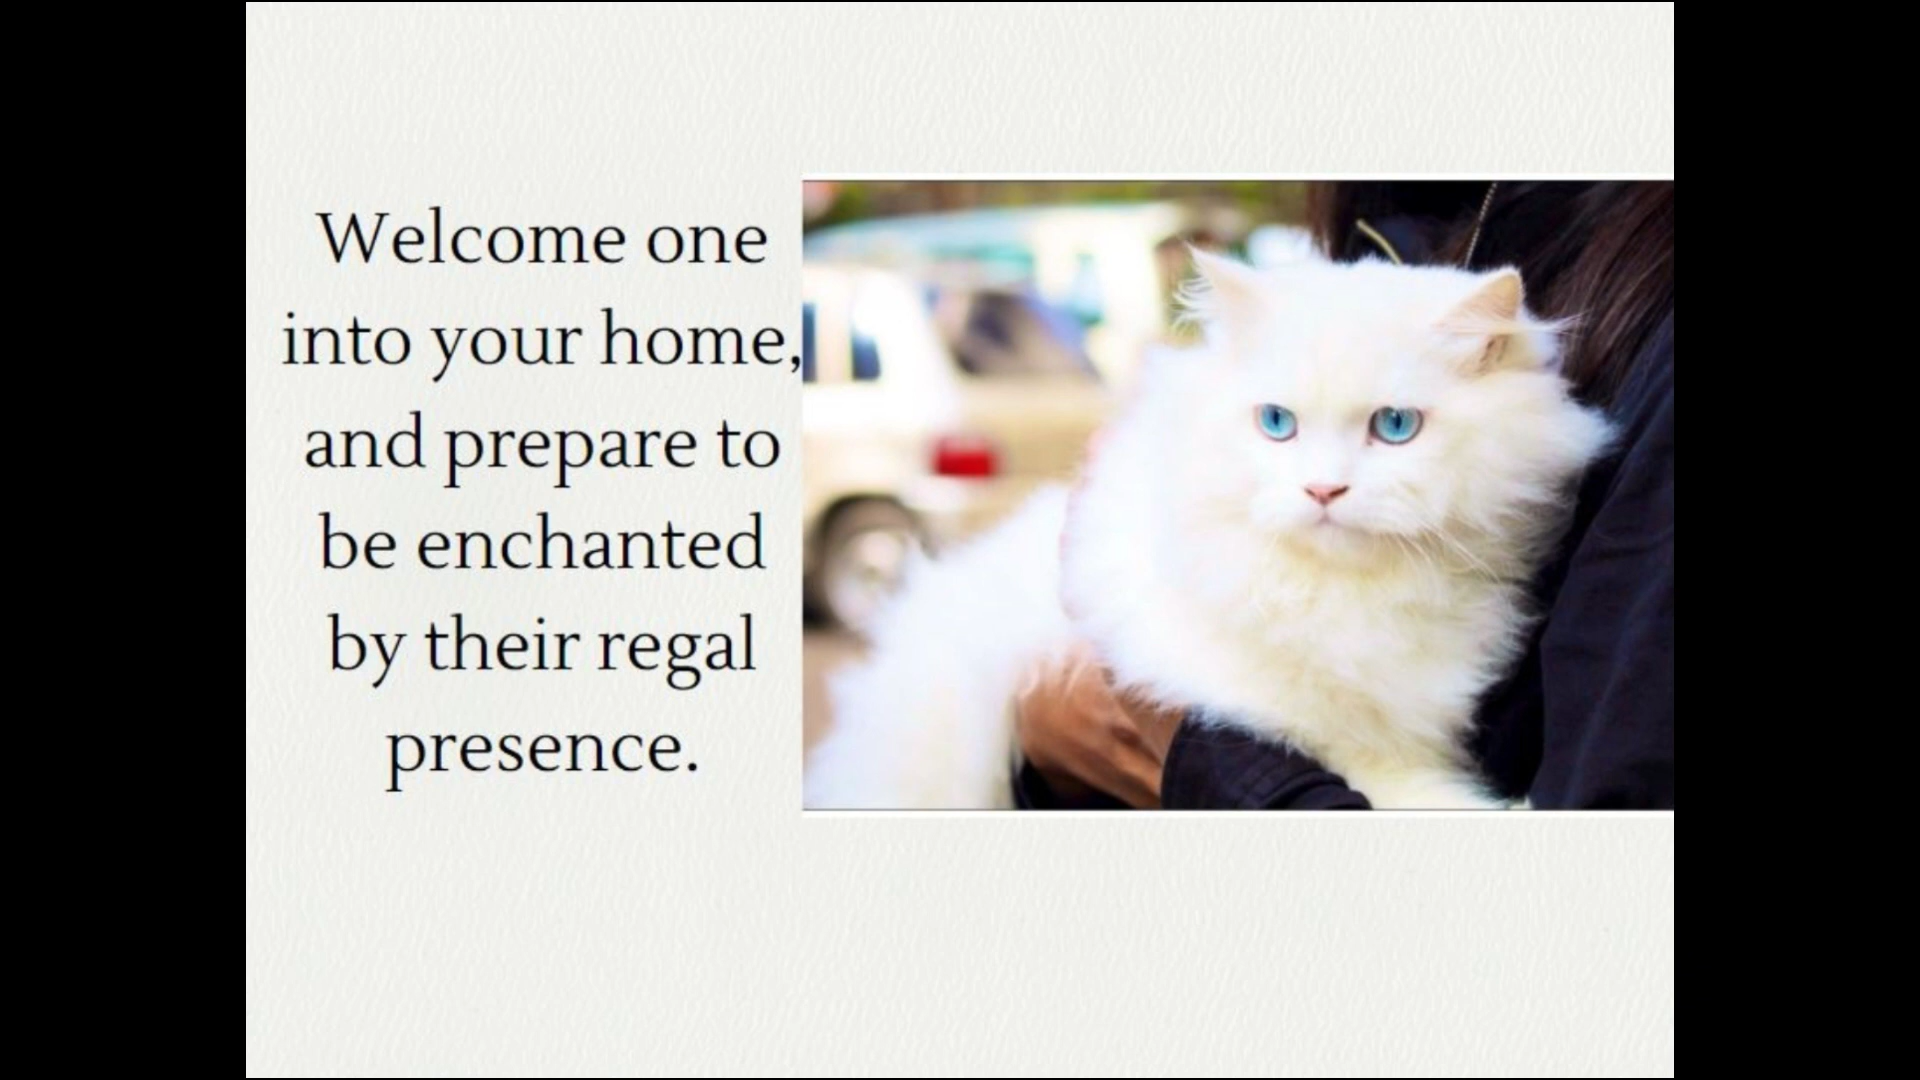 Welcome one
into your home,
and prepare to
be enchanted
by their regal
presence.